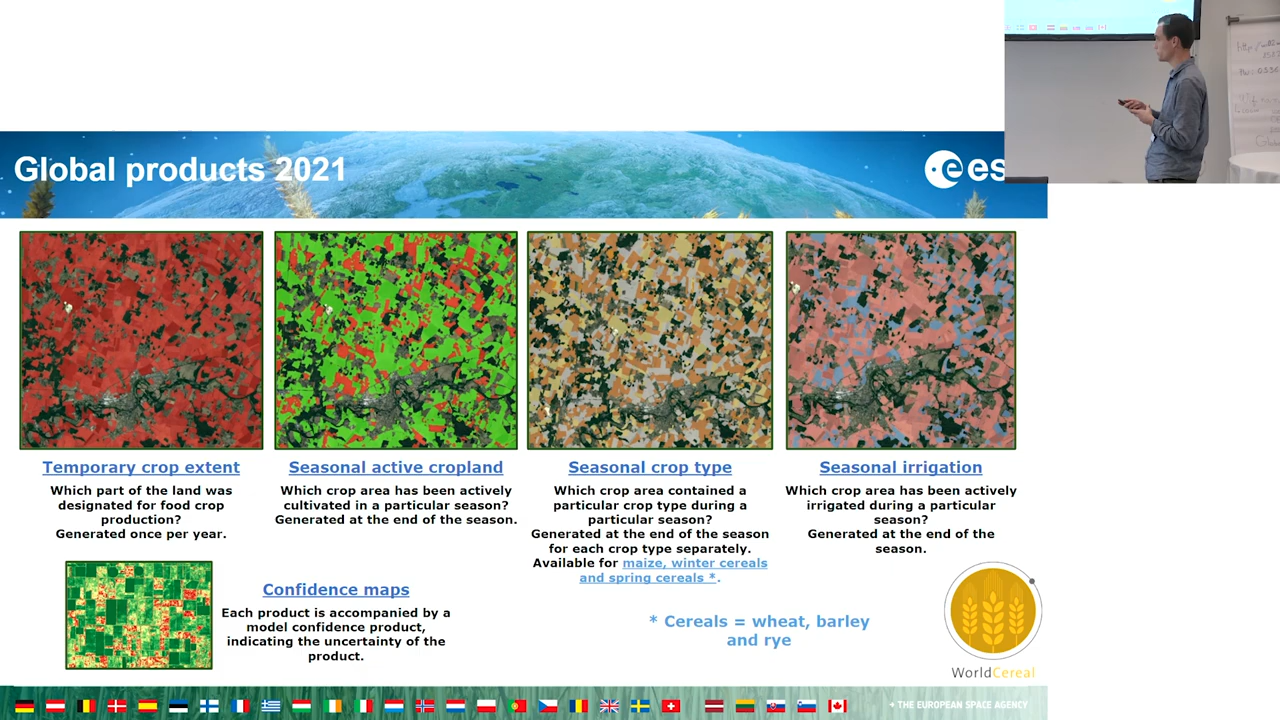 Global products 2021
es
Temporary crop extent
Which part of the land was
designated for food crop
production?
Generated once per year.
Seasonal active cropland
Which crop area has been actively
cultivated in a particular season?
Generated at the end of the season.
Seasonal crop type
Which crop area contained a
particular crop type during a
particular season?
Generated at the end of the season
for each crop type separately.
Available for maize, winter cereals
and spring cereals *.
Seasonal irrigation
Which crop area has been actively
irrigated during a particular
season?
Generated at the end of the
season.
Confidence maps
Each product is accompanied by a
model confidence product,
indicating the uncertainty of the
product.
* Cereals = wheat, barley
and rye
WorldCereal
→ THE EUROPEAN SPACE AGENCY